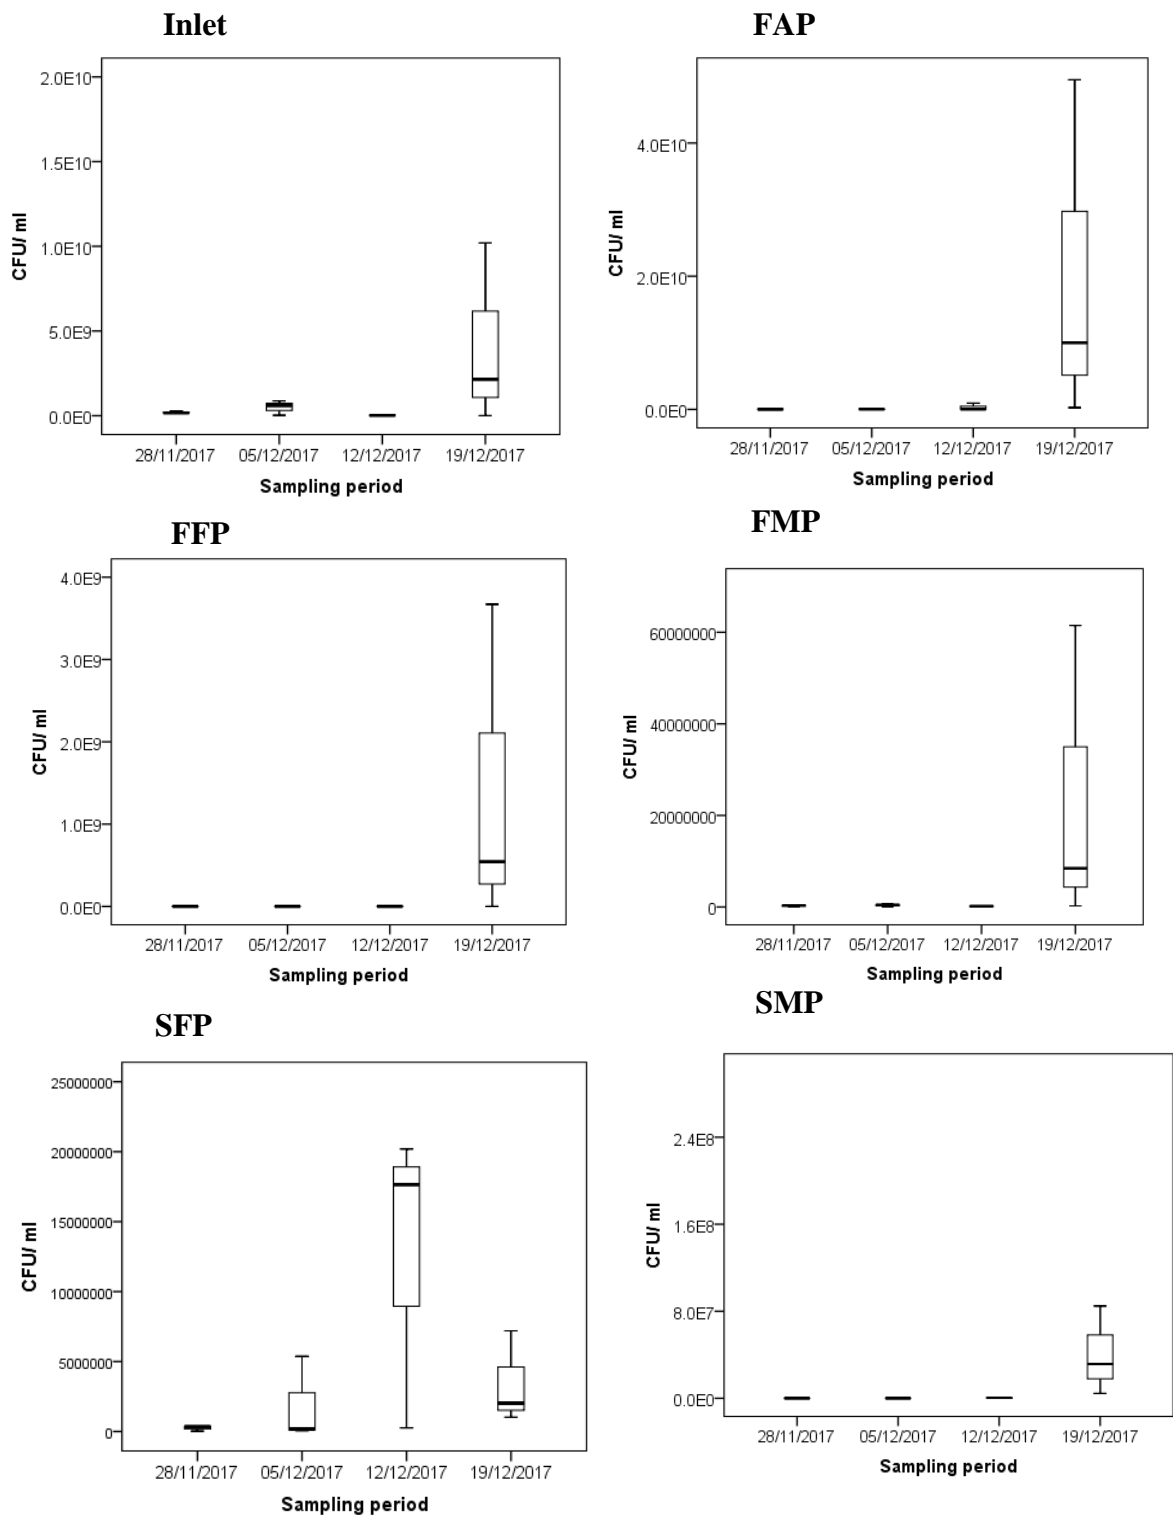 Inlet
2.0E10
1.5E10
1.0E10
5.0E9
0.0E0
CFU/ ml
28/11/2017 05/12/2017 12/12/2017 19/12/2017
Sampling period
FAP
4.0E10
2.0E10
0.0E0
CFU/ ml
28/11/2017 05/12/2017 12/12/2017 19/12/2017
Sampling period
FFP
4.0E9
3.0E9
2.0E9
1.0E9
0.0E0
CFU/ ml
28/11/2017 05/12/2017 12/12/2017 19/12/2017
Sampling period
FMP
60000000
40000000
20000000
0
CFU/ ml
28/11/2017 05/12/2017 12/12/2017 19/12/2017
Sampling period
SFP
25000000
20000000
15000000
10000000
5000000
0
CFU/ ml
28/11/2017 05/12/2017 12/12/2017 19/12/2017
Sampling period
SMP
2.4E8
1.6E8
8.0E7
0.0E0
CFU/ ml
28/11/2017 05/12/2017 12/12/2017 19/12/2017
Sampling period